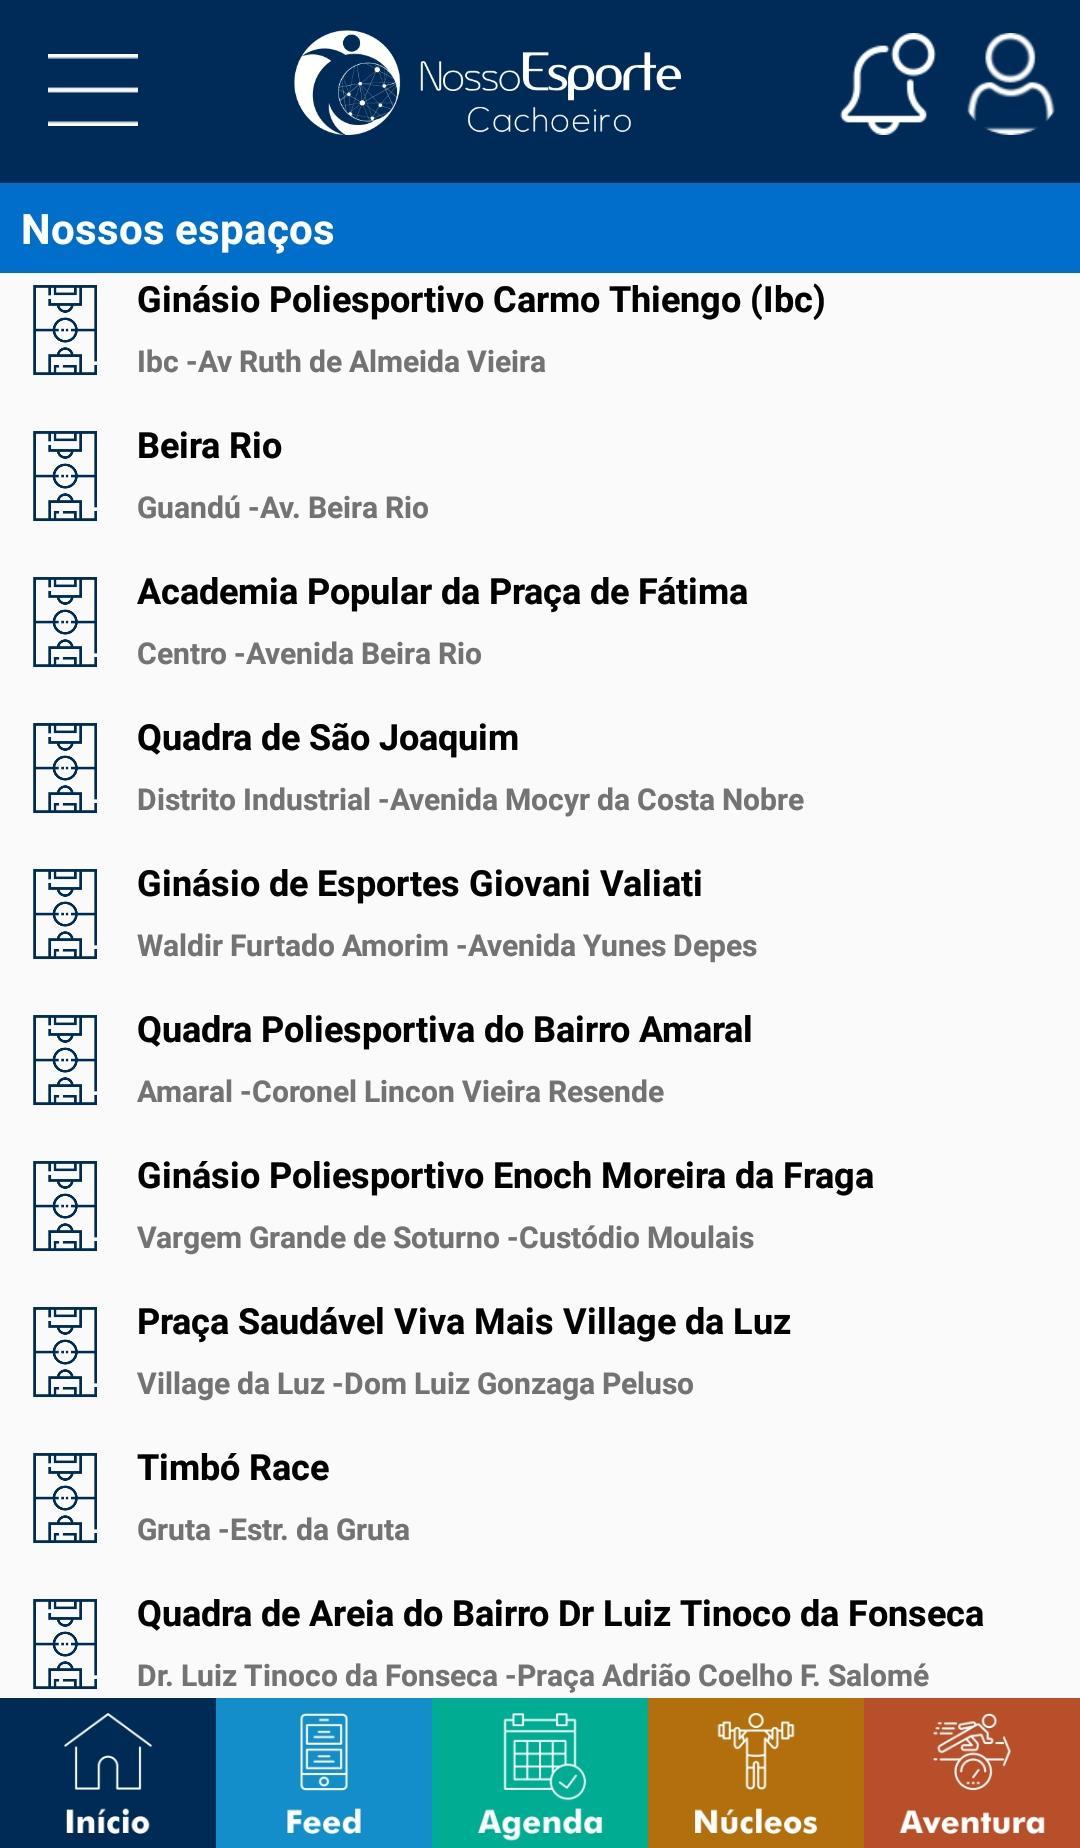 NossoEsporte
Cachoeiro
Nossos espaços
Ginásio Poliesportivo Carmo Thiengo (Ibc)
Ibc -Av Ruth de Almeida Vieira
Beira Rio
Guandú -Av. Beira Rio
Academia Popular da Praça de Fátima
Centro -Avenida Beira Rio
Quadra de São Joaquim
Distrito Industrial -Avenida Mocyr da Costa Nobre
Ginásio de Esportes Giovani Valiati
Waldir Furtado Amorim -Avenida Yunes Depes
Quadra Poliesportiva do Bairro Amaral
Amaral -Coronel Lincon Vieira Resende
Ginásio Poliesportivo Enoch Moreira da Fraga
Vargem Grande de Soturno -Custódio Moulais
Praça Saudável Viva Mais Village da Luz
Village da Luz -Dom Luiz Gonzaga Peluso
Timbó Race
Gruta -Estr. da Gruta
Quadra de Areia do Bairro Dr Luiz Tinoco da Fonseca
Dr. Luiz Tinoco da Fonseca -Praça Adrião Coelho F. Salomé
Início Feed Agenda Núcleos Aventura